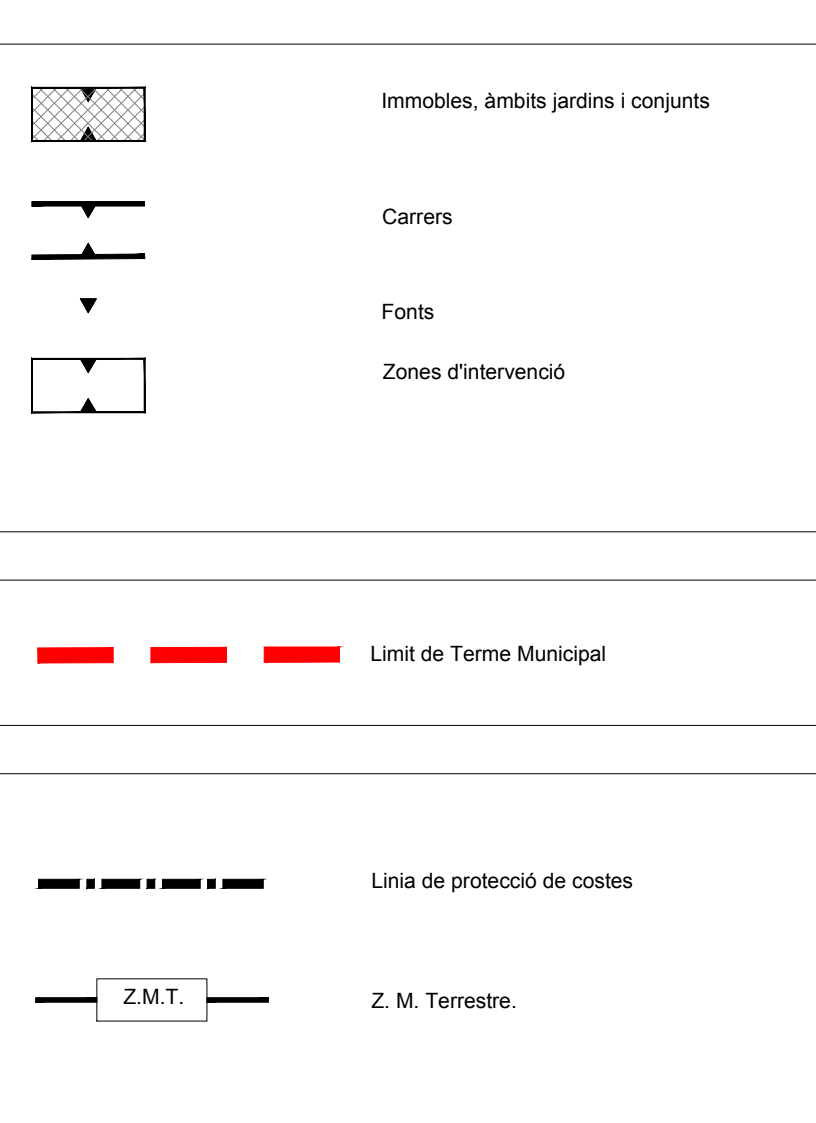 Immobles, àmbits jardins i conjunts
Carrers
Fonts
Zones d'intervenció
Limit de Terme Municipal
Linia de protecció de costes
Z.M.T.
Z. M. Terrestre.